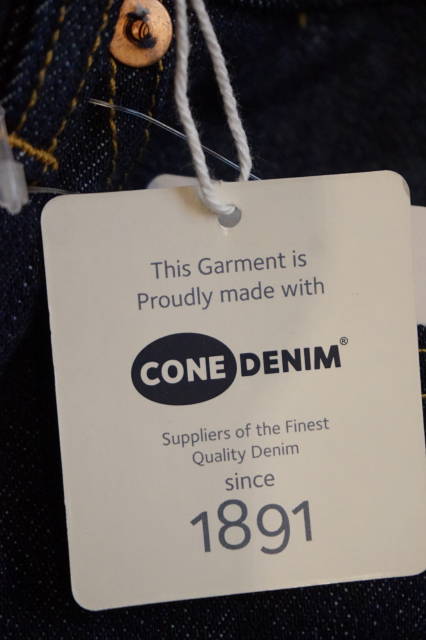 This Garment is
Proudly made with
CONE DENIM®
Suppliers of the Finest
Quality Denim
since
1891